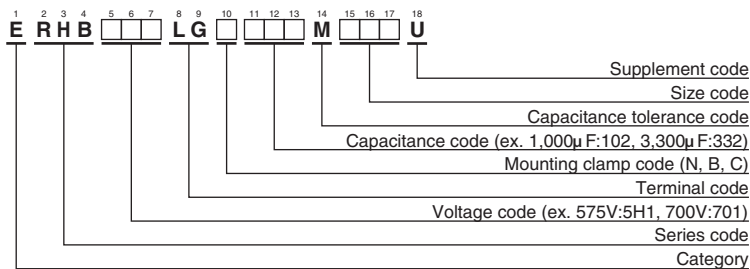 1 2 3 4 5 6 7 8 9 10 11 12 13 14 15 16 17 18
E R H B L G M U
Supplement code
Size code
Capacitance tolerance code
Capacitance code (ex. 1,000μF:102, 3,300μF:332)
Mounting clamp code (N, B, C)
Terminal code
Voltage code (ex. 575V:5H1, 700V:701)
Series code
Category